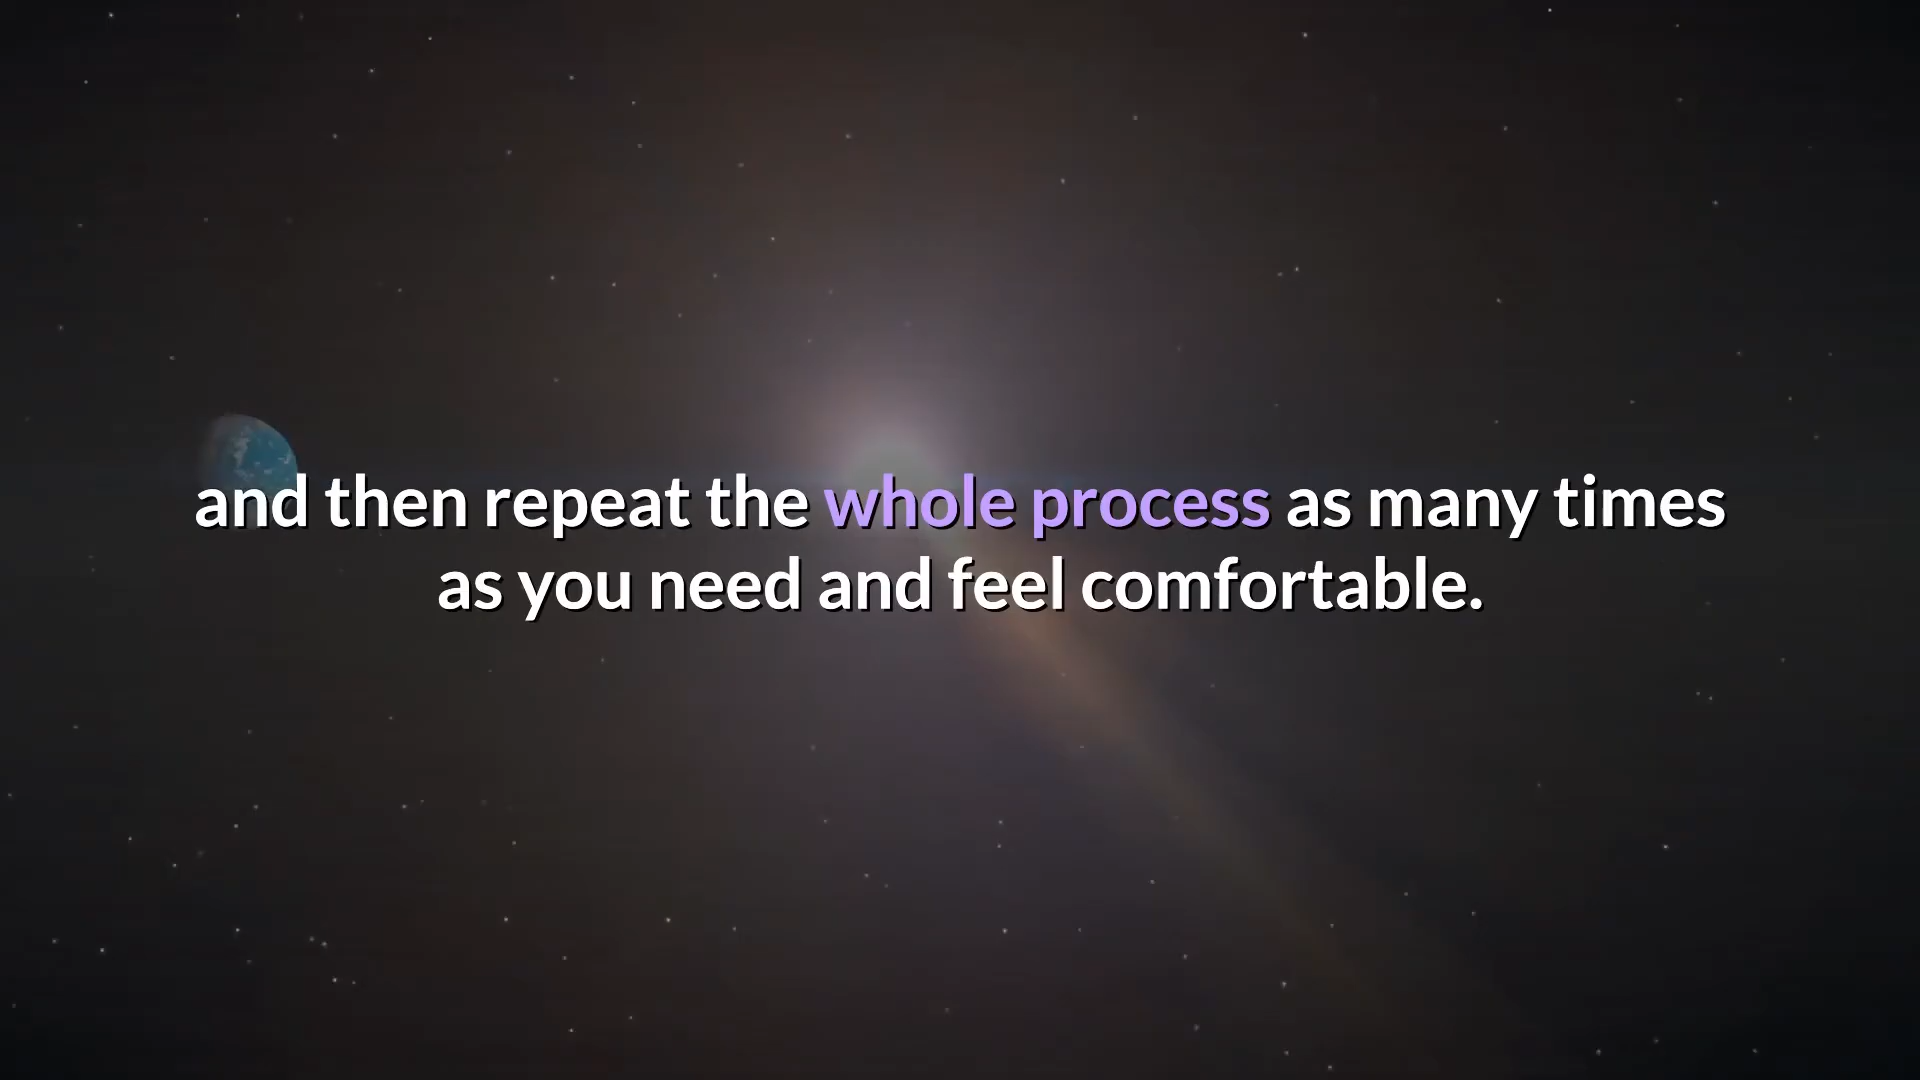 and then repeat the whole process as many times
as you need and feel comfortable.